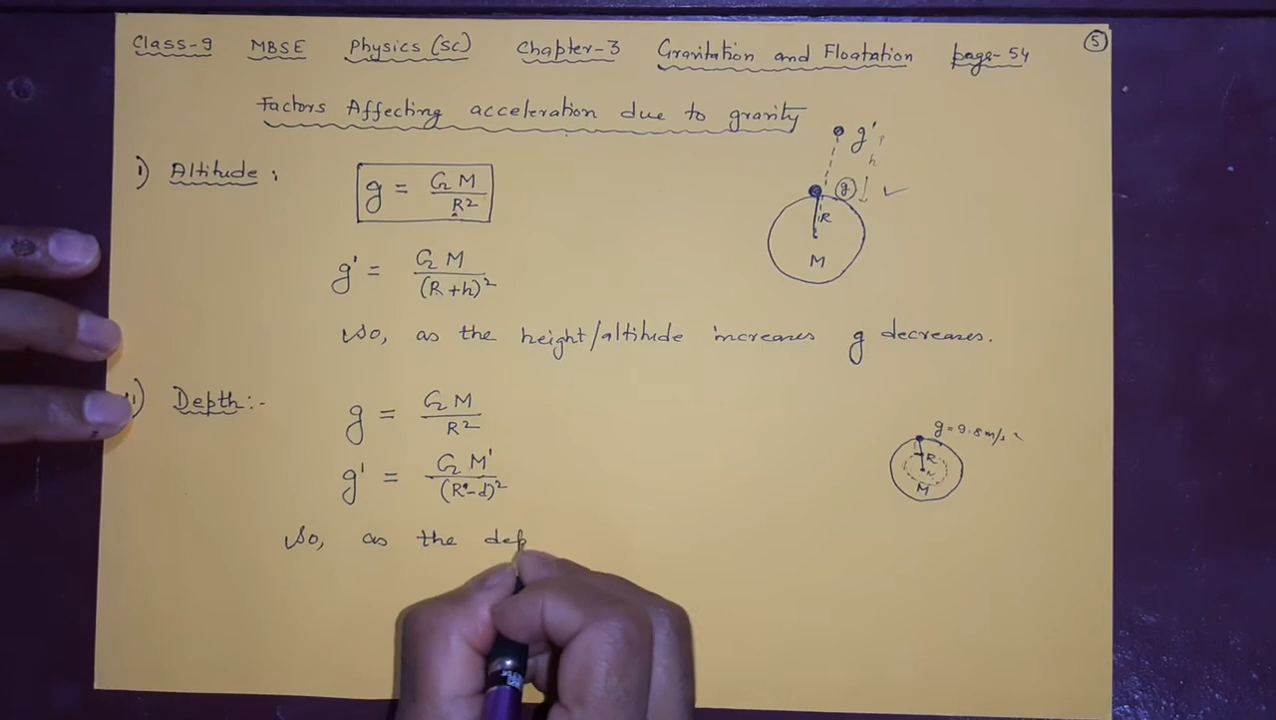 Class-9 MBSE Physics (SC) Chapter-3 Gravitation and Floatation page-54 5
Factors Affecting acceleration due to gravity
i) Altitude : g = GM / R²
g' = GM / (R+h)²
g'
h
g
R
M
So, as the height/altitude increases g decreases.
ii) Depth:- g = GM / R²
g' = GM' / (R-d)²
g=9.8m/s²
R
M
So, as the dep